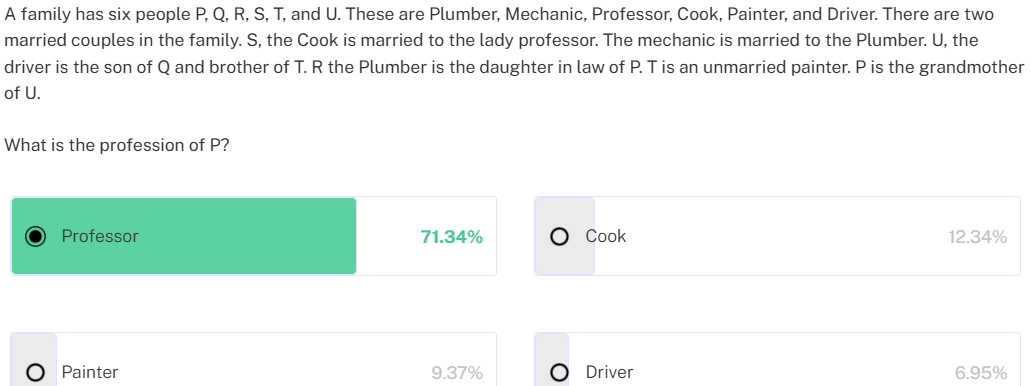 A family has six people P, Q, R, S, T, and U. These are Plumber, Mechanic, Professor, Cook, Painter, and Driver. There are two
married couples in the family. S, the Cook is married to the lady professor. The mechanic is married to the Plumber. U, the
driver is the son of Q and brother of T. R the Plumber is the daughter in law of P. T is an unmarried painter. P is the grandmother
of U.
What is the profession of P?
Professor 71.34%
Cook 12.34%
Painter 9.37%
Driver 6.95%